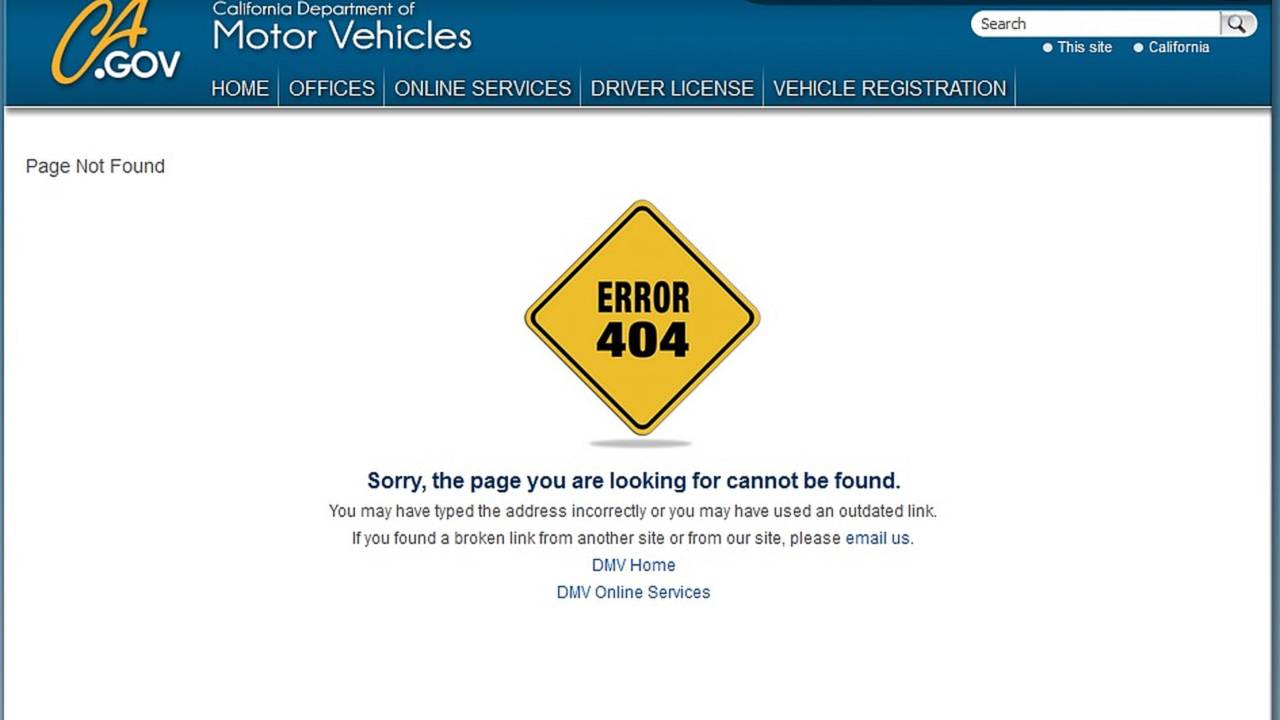 CA
.GOV
California Department of
Motor Vehicles
Search
This site
California
HOME
OFFICES
ONLINE SERVICES
DRIVER LICENSE
VEHICLE REGISTRATION
Page Not Found
ERROR
404
Sorry, the page you are looking for cannot be found.
You may have typed the address incorrectly or you may have used an outdated link.
If you found a broken link from another site or from our site, please email us.
DMV Home
DMV Online Services